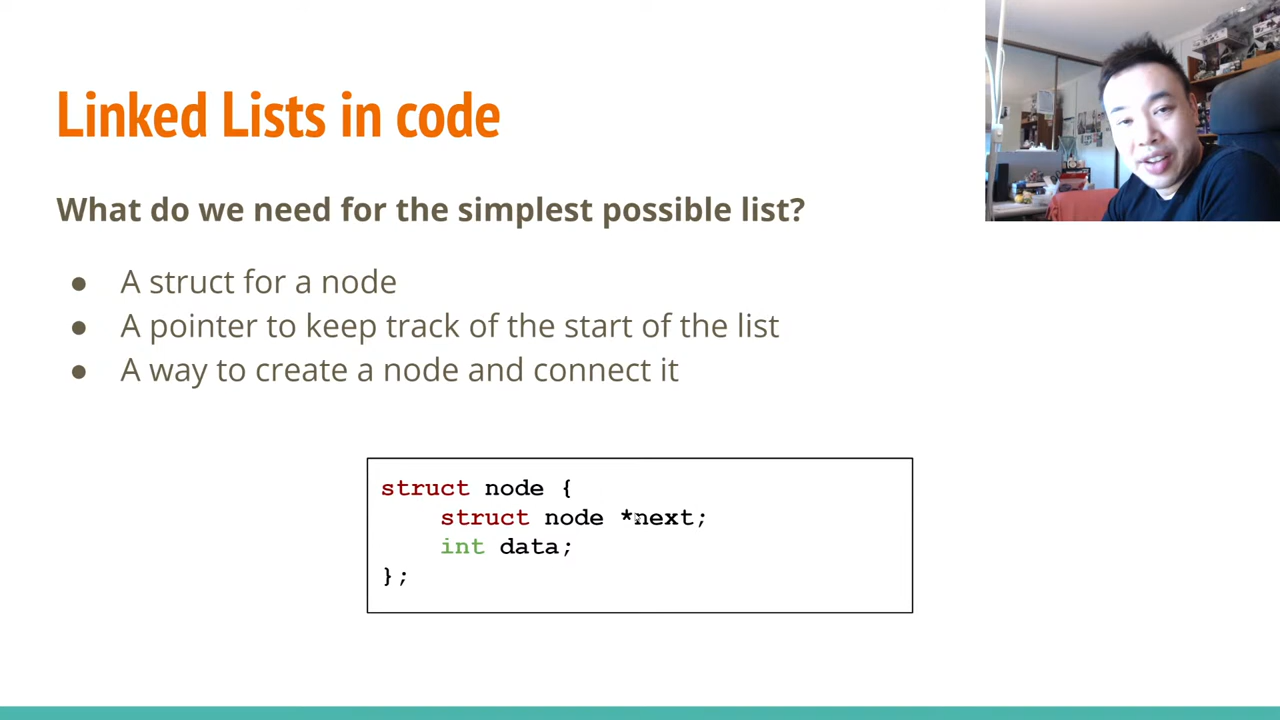 Linked Lists in code
What do we need for the simplest possible list?
● A struct for a node
● A pointer to keep track of the start of the list
● A way to create a node and connect it
struct node {
    struct node *next;
    int data;
};